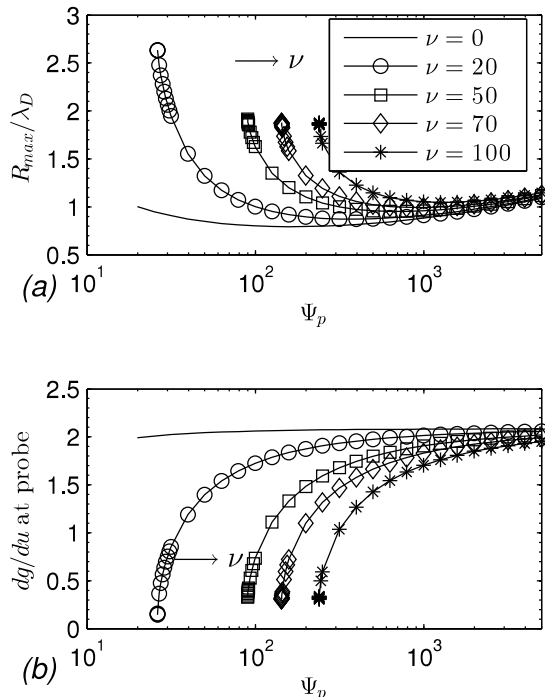 3
2.5
2
1.5
1
0.5
R_max/λ_D
→ ν
ν = 0
ν = 20
ν = 50
ν = 70
ν = 100
10^1
10^2
10^3
Ψ_p
(a)
2.5
2
1.5
1
0.5
0
dg/du at probe
→ ν
10^1
10^2
10^3
Ψ_p
(b)